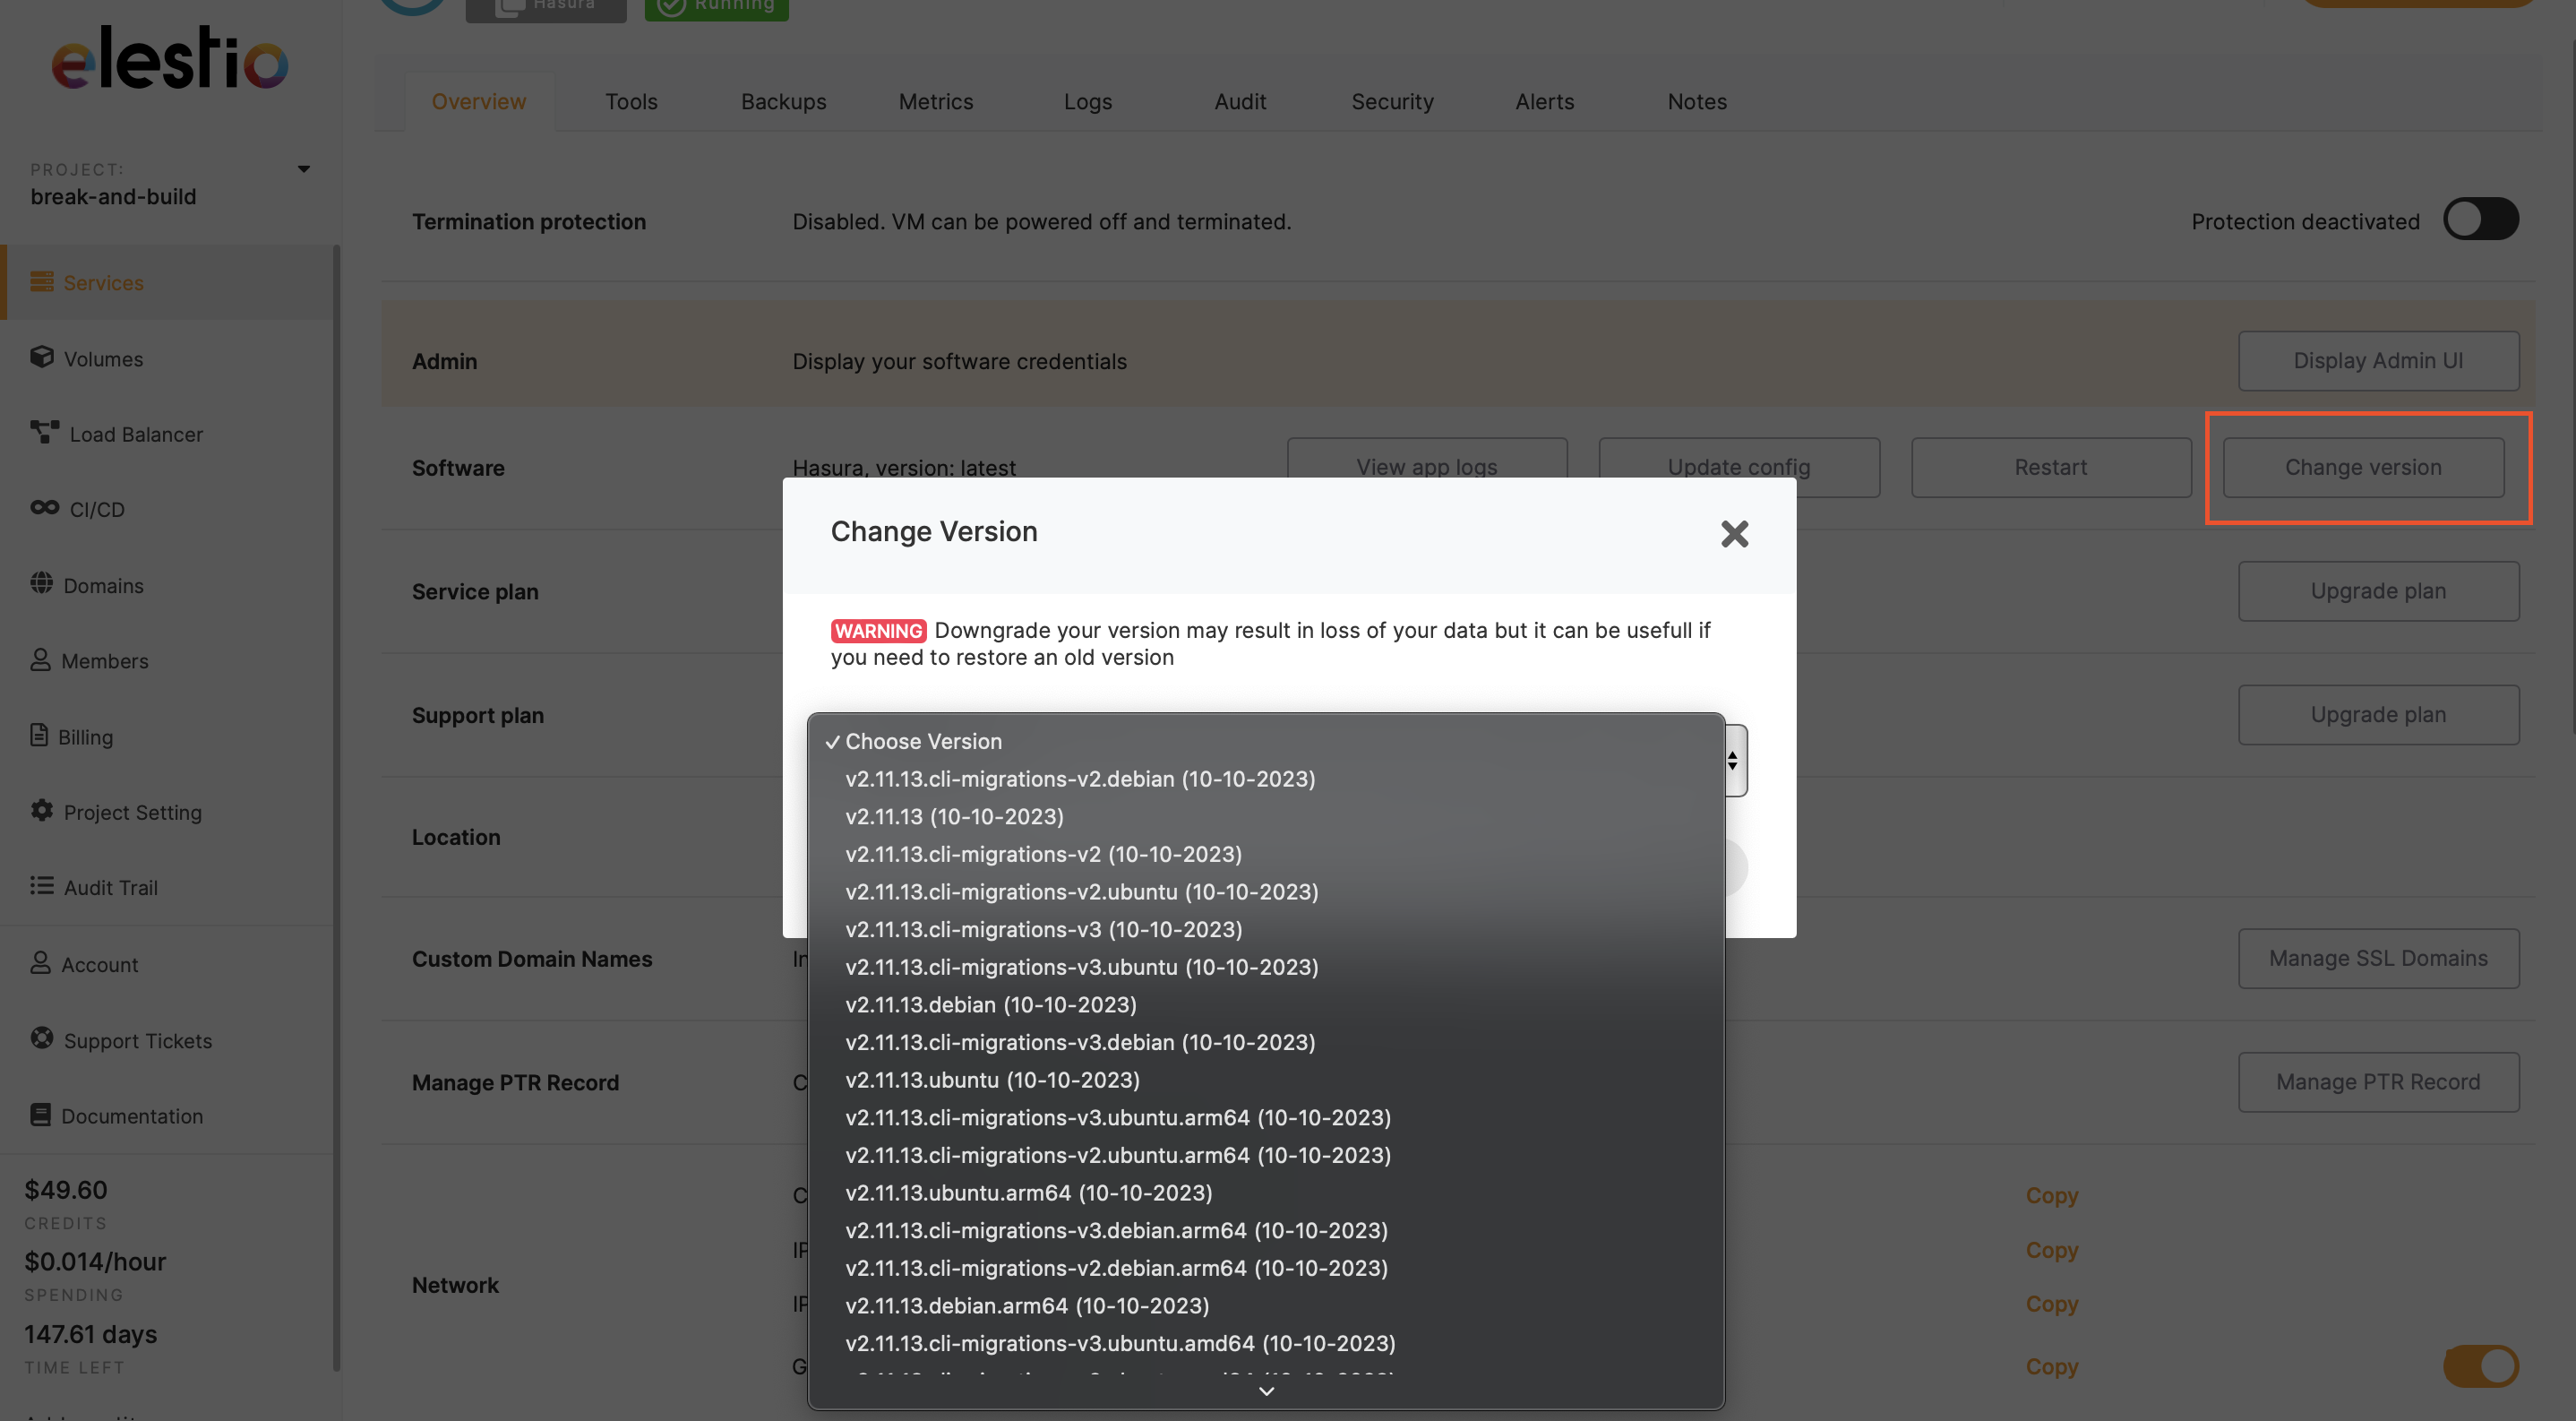 elestio
PROJECT:
break-and-build
Services
Volumes
Load Balancer
CI/CD
Domains
Members
Billing
Project Setting
Audit Trail
Account
Support Tickets
Documentation
$49.60
CREDITS
$0.014/hour
SPENDING
147.61 days
TIME LEFT
Hasura
Running
Overview
Tools
Backups
Metrics
Logs
Audit
Security
Alerts
Notes
Termination protection
Disabled. VM can be powered off and terminated.
Protection deactivated
Admin
Display your software credentials
Display Admin UI
Software
Hasura, version: latest
View app logs
Update config
Restart
Change version
Service plan
Upgrade plan
Support plan
Upgrade plan
Location
Custom Domain Names
Manage SSL Domains
Manage PTR Record
Manage PTR Record
Network
Copy
Copy
Copy
Copy
Change Version
WARNING Downgrade your version may result in loss of your data but it can be usefull if
you need to restore an old version
✓ Choose Version
v2.11.13.cli-migrations-v2.debian (10-10-2023)
v2.11.13 (10-10-2023)
v2.11.13.cli-migrations-v2 (10-10-2023)
v2.11.13.cli-migrations-v2.ubuntu (10-10-2023)
v2.11.13.cli-migrations-v3 (10-10-2023)
v2.11.13.cli-migrations-v3.ubuntu (10-10-2023)
v2.11.13.debian (10-10-2023)
v2.11.13.cli-migrations-v3.debian (10-10-2023)
v2.11.13.ubuntu (10-10-2023)
v2.11.13.cli-migrations-v3.ubuntu.arm64 (10-10-2023)
v2.11.13.cli-migrations-v2.ubuntu.arm64 (10-10-2023)
v2.11.13.ubuntu.arm64 (10-10-2023)
v2.11.13.cli-migrations-v3.debian.arm64 (10-10-2023)
v2.11.13.cli-migrations-v2.debian.arm64 (10-10-2023)
v2.11.13.debian.arm64 (10-10-2023)
v2.11.13.cli-migrations-v3.ubuntu.amd64 (10-10-2023)